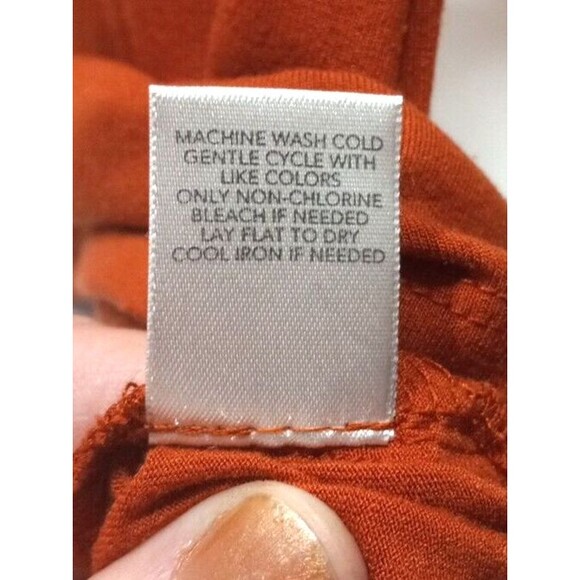 MACHINE WASH COLD
GENTLE CYCLE WITH
LIKE COLORS
ONLY NON-CHLORINE
BLEACH IF NEEDED
LAY FLAT TO DRY
COOL IRON IF NEEDED